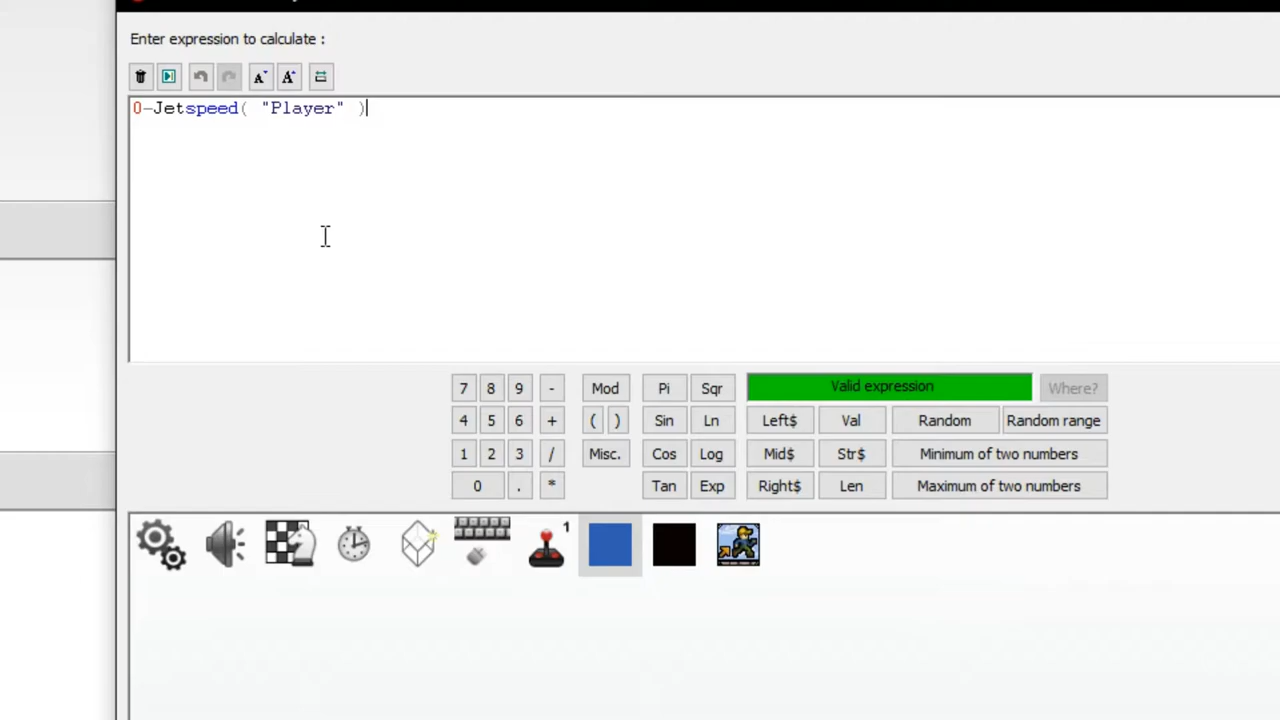 Enter expression to calculate :
0-Jetspeed( "Player" )
7 8 9 - Mod Pi Sqr Valid expression Where?
4 5 6 + ( ) Sin Ln Left$ Val Random Random range
1 2 3 / Misc. Cos Log Mid$ Str$ Minimum of two numbers
0 . * Tan Exp Right$ Len Maximum of two numbers
1